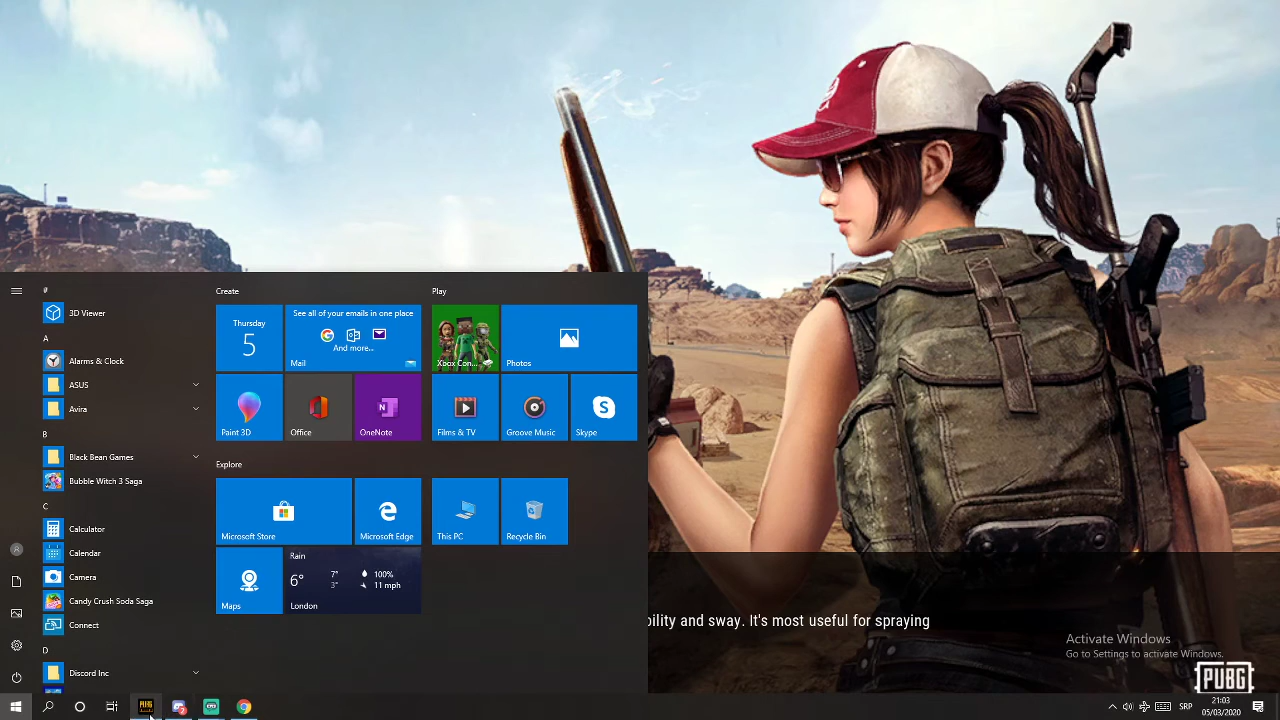 #
3D Viewer
A
Alarms & Clock
ASUS
Avira
B
Black Bean Games
Bubble Witch 3 Saga
C
Calculator
Calendar
Camera
Candy Crush Soda Saga
Connect
D
Discord Inc
Create
Thursday
5
See all of your emails in one place
And more...
Mail
Paint 3D
Office
OneNote
Explore
Microsoft Store
Microsoft Edge
Maps
Rain
6°
7°
3°
100%
11 mph
London
Play
Xbox Con...
Photos
Films & TV
Groove Music
Skype
This PC
Recycle Bin
bility and sway. It's most useful for spraying
Activate Windows
Go to Settings to activate Windows.
PUBG
PUBG
SRP
21:03
05/03/2020